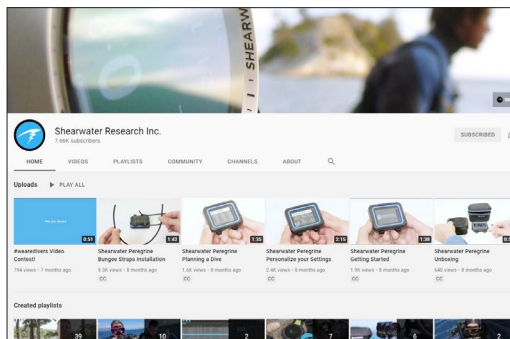 SHEARW
Shearwater Research Inc.
7.66K subscribers
SUBSCRIBED
HOME VIDEOS PLAYLISTS COMMUNITY CHANNELS ABOUT
Uploads PLAY ALL
We are divers
0:51 1:42 1:35 2:15 1:38
#wearedivers Video Contest!
794 views • 7 months ago
Shearwater Peregrine Bungee Straps Installation
3.3K views • 8 months ago
CC
Shearwater Peregrine Planning a Dive
1.6K views • 8 months ago
CC
Shearwater Peregrine Personalize your Settings
2.4K views • 8 months ago
CC
Shearwater Peregrine Getting Started
1.9K views • 8 months ago
CC
Shearwater Peregrine Unboxing
64K views • 8 months ago
CC
Created playlists
39 10 2 7 6 2